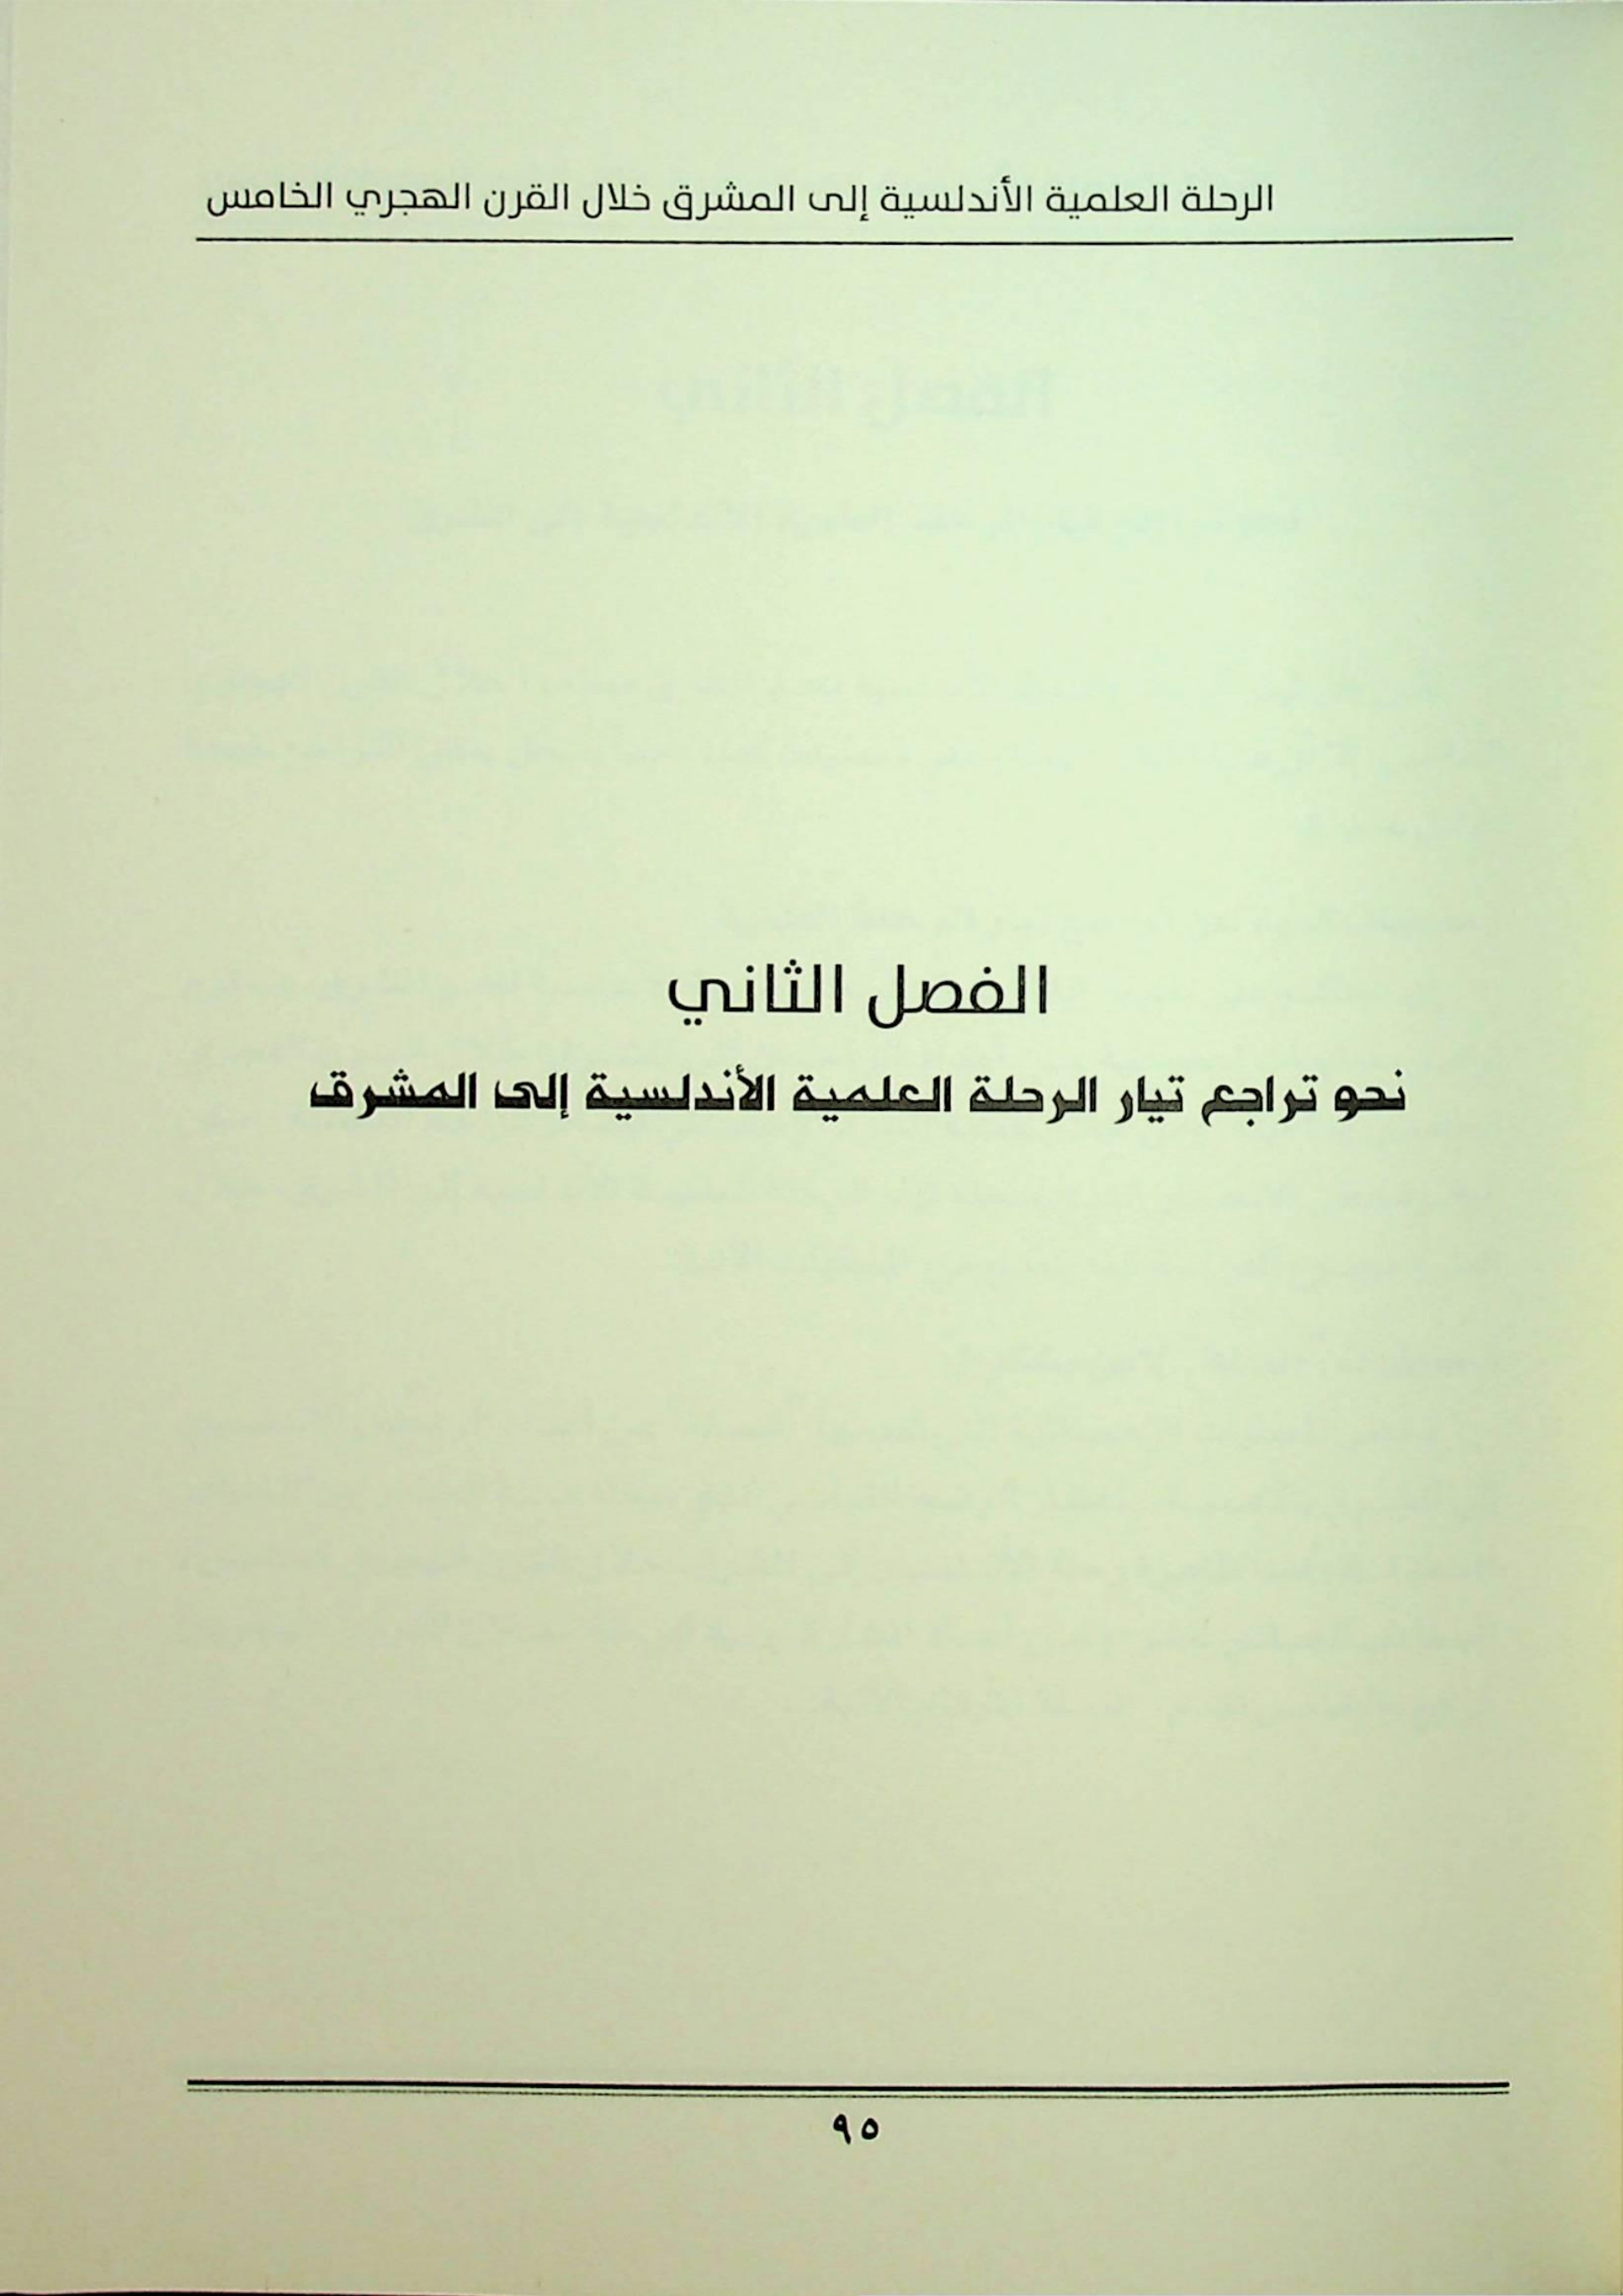 الرحلة العلمية الأندلسية إلى المشرق خلال القرن الهجري الخامس
الفصل الثاني
نحو تراجع تيار الرحلة العلمية الأندلسية إلى المشرق
٩٥